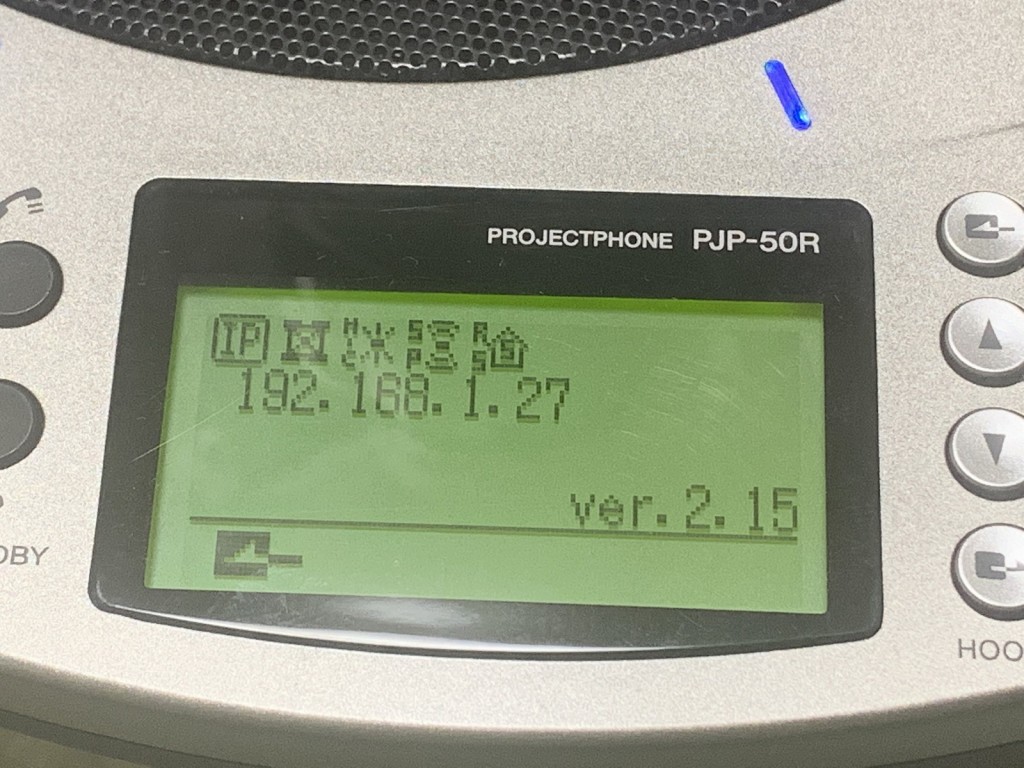 PROJECTPHONE PJP-50R
IP
192.168.1.27
ver.2.15
DBY
HOO